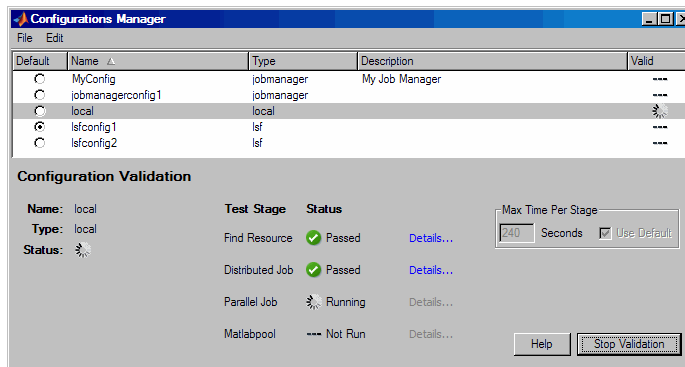 Configurations Manager
File Edit
Default Name Type Description Valid
MyConfig jobmanager My Job Manager ---
jobmanagerconfig1 jobmanager ---
local local
lsfconfig1 lsf ---
lsfconfig2 lsf ---
Configuration Validation
Name: local Test Stage Status Max Time Per Stage
Type: local Find Resource Passed Details... 240 Seconds Use Default
Status: Distributed Job Passed Details...
Parallel Job Running Details...
Matlabpool --- Not Run Details...
Help Stop Validation